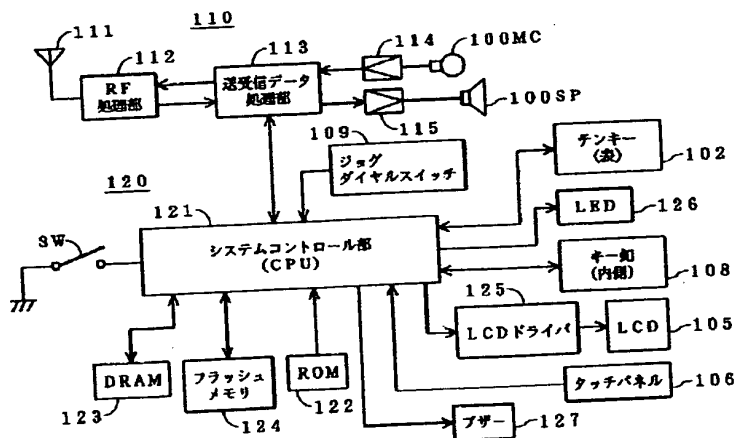 110
111
112
113
114
100MC
RF
処理部
送受信データ
処理部
100SP
115
109
ジョグ
ダイヤルスイッチ
テンキー
(表)
102
120
121
LED
126
SW
システムコントロール部
(CPU)
キー釦
(内側)
108
125
LCDドライバ
LCD
105
DRAM
フラッシュ
メモリ
ROM
タッチパネル
106
123
124
122
ブザー
127